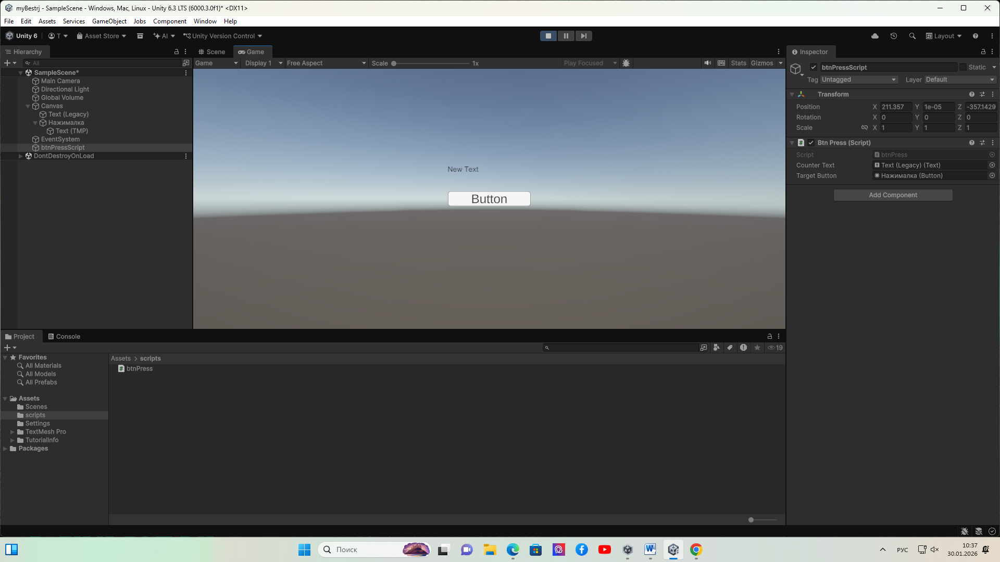 myBestrj - SampleScene - Windows, Mac, Linux - Unity 6.3 LTS (6000.3.0f1)* <DX11>
File Edit Assets Services GameObject Jobs Component Window Help
Unity 6 T Asset Store AI Unity Version Control Layout
Hierarchy
All
SampleScene*
Main Camera
Directional Light
Global Volume
Canvas
Text (Legacy)
Нажималка
Text (TMP)
EventSystem
btnPressScript
DontDestroyOnLoad
Scene Game
Game Display 1 Free Aspect Scale 1x Play Focused Stats Gizmos
New Text
Button
Inspector
btnPressScript Static
Tag Untagged Layer Default
Transform
Position X 211.357 Y 1e-05 Z -357.1429
Rotation X 0 Y 0 Z 0
Scale X 1 Y 1 Z 1
# Btn Press (Script)
Script btnPress
Counter Text Text (Legacy) (Text)
Target Button Нажималка (Button)
Add Component
Project Console
19
Favorites
All Materials
All Models
All Prefabs
Assets
Scenes
scripts
Settings
TextMesh Pro
TutorialInfo
Packages
Assets > scripts
# btnPress
Поиск
РУС
10:37
30.01.2026